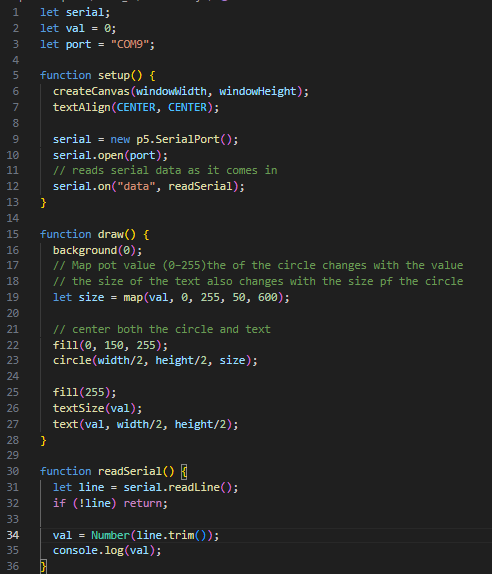 1 let serial;
2 let val = 0;
3 let port = "COM9";
4
5 function setup() {
6   createCanvas(windowWidth, windowHeight);
7   textAlign(CENTER, CENTER);
8
9   serial = new p5.SerialPort();
10   serial.open(port);
11   // reads serial data as it comes in
12   serial.on("data", readSerial);
13 }
14
15 function draw() {
16   background(0);
17   // Map pot value (0–255)the of the circle changes with the value
18   // the size of the text also changes with the size pf the circle
19   let size = map(val, 0, 255, 50, 600);
20
21   // center both the circle and text
22   fill(0, 150, 255);
23   circle(width/2, height/2, size);
24
25   fill(255);
26   textSize(val);
27   text(val, width/2, height/2);
28 }
29
30 function readSerial() {
31   let line = serial.readLine();
32   if (!line) return;
33
34   val = Number(line.trim());
35   console.log(val);
36 }